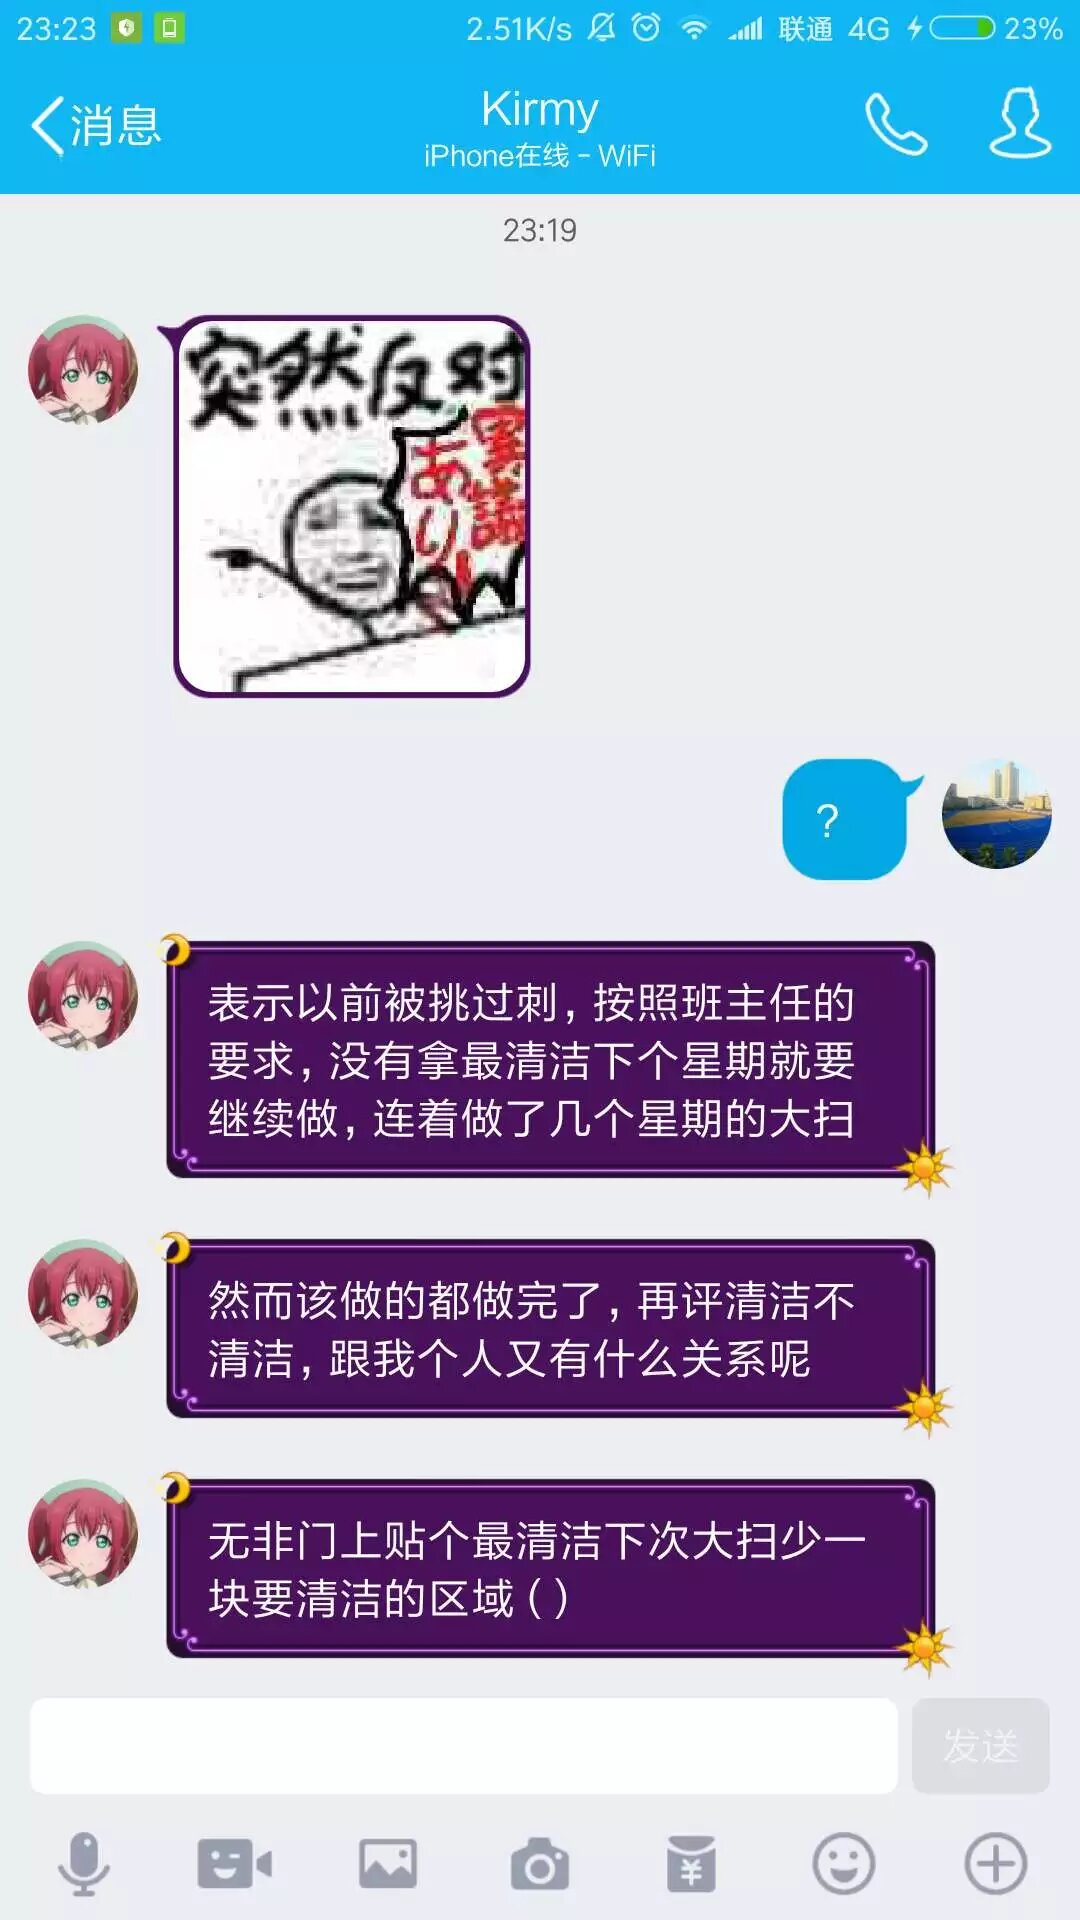 23:23
2.51K/s
联通 4G
23%
消息
Kirmy
iPhone在线 - WiFi
23:19
突然反对
異議
あり!
?
表示以前被挑过刺，按照班主任的
要求，没有拿最清洁下个星期就要
继续做，连着做了几个星期的大扫
然而该做的都做完了，再评清洁不
清洁，跟我个人又有什么关系呢
无非门上贴个最清洁下次大扫少一
块要清洁的区域 ( )
发送